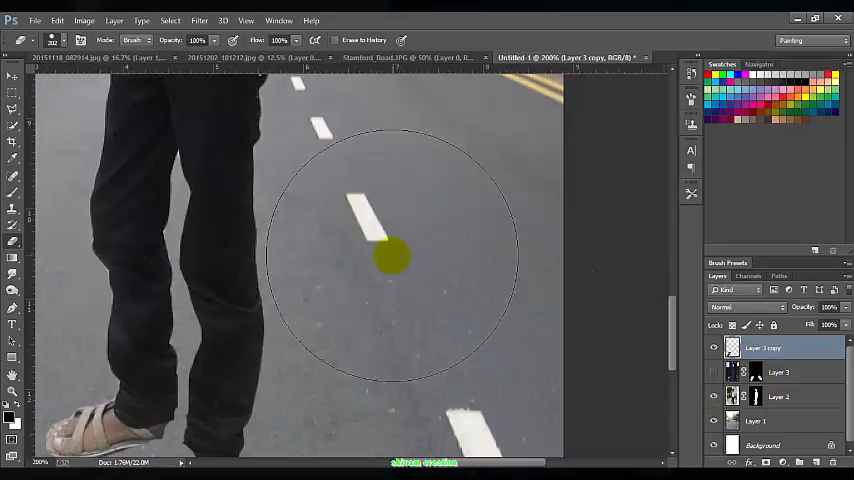 Ps File Edit Image Layer Type Select Filter 3D View Window Help
202 Mode: Brush Opacity: 100% Flow: 100% Erase to History Painting
20151118_082914.jpg @ 16.7% (Layer 1, 20151202_101212.jpg @ 12.5% (Layer Stamford_Road.JPG @ 50% (Layer 0, R... Untitled-1 @ 200% (Layer 3 copy, RGB/8) *
Swatches Navigator
Brush Presets
Layers Channels Paths
Kind
Normal Opacity: 100%
Lock: Fill: 100%
Layer 3 copy
Layer 3
Layer 2
Layer 1
Background
200% Doc: 1.76M/22.0M
shivam creation